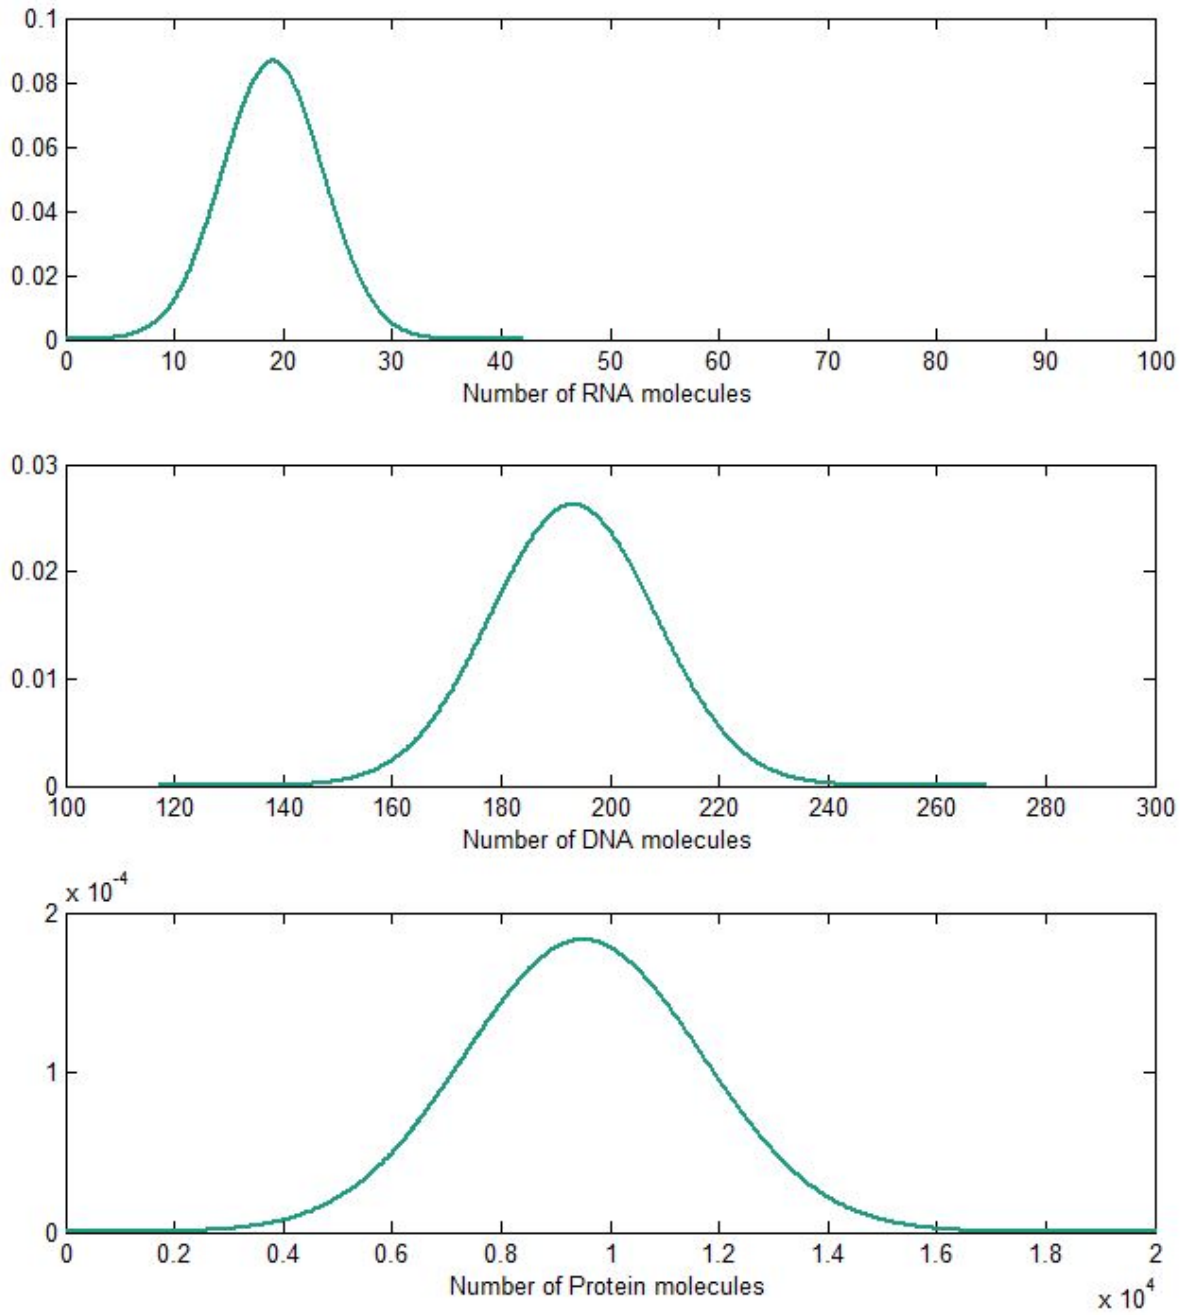 0.1
0.08
0.06
0.04
0.02
0
0 10 20 30 40 50 60 70 80 90 100
Number of RNA molecules
0.03
0.02
0.01
0
100 120 140 160 180 200 220 240 260 280 300
Number of DNA molecules
x 10^-4
2
1
0
0 0.2 0.4 0.6 0.8 1 1.2 1.4 1.6 1.8 2
Number of Protein molecules
x 10^4